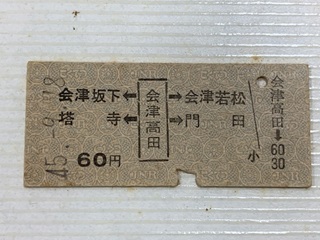 45.-9.28
会津坂下⬅会津高田➡会津若松
塔寺⬅ ➡門田
60円
会津高田➡
小 60
30